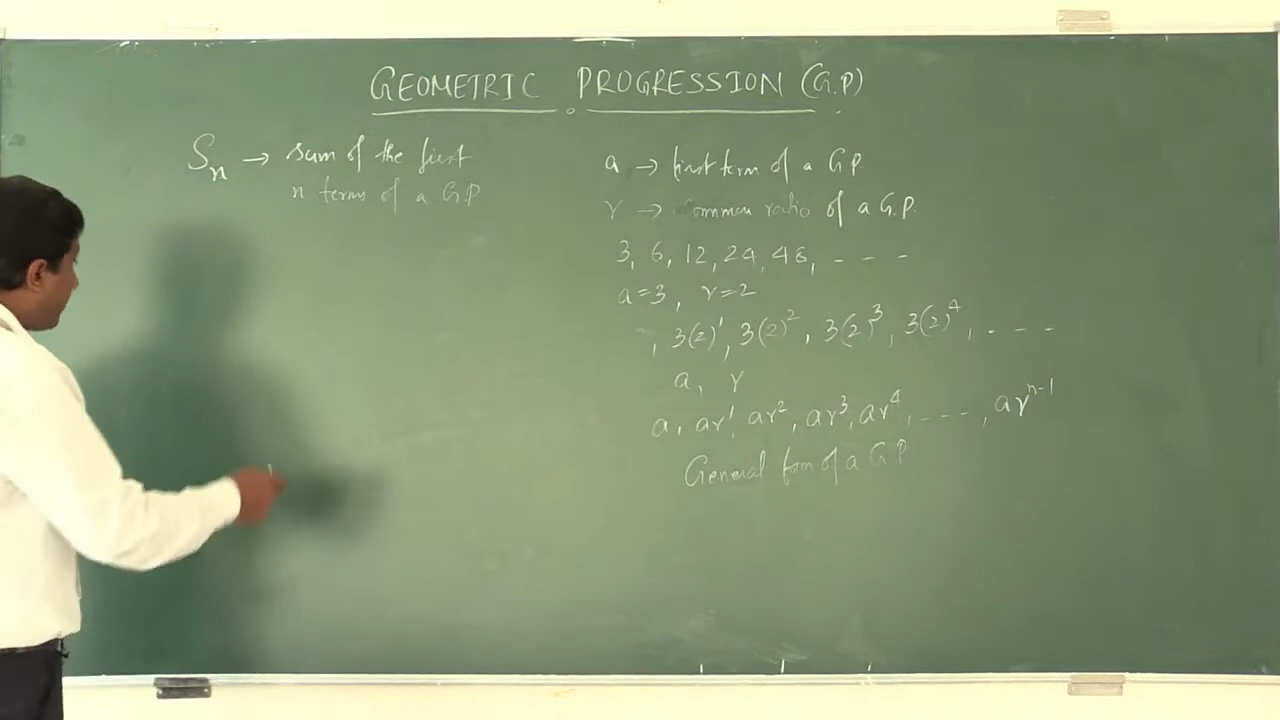 GEOMETRIC PROGRESSION (G.P)
Sn → sum of the first
n terms of a G.P
a → first term of a G P
r → Common ratio of a G.P.
3, 6, 12, 24, 48, - - -
a = 3, r = 2
, 3(2)¹, 3(2)², 3(2)³, 3(2)⁴, - - -
a, r
a, ar¹, ar², ar³, ar⁴, - - - -, arⁿ⁻¹
General form of a G.P